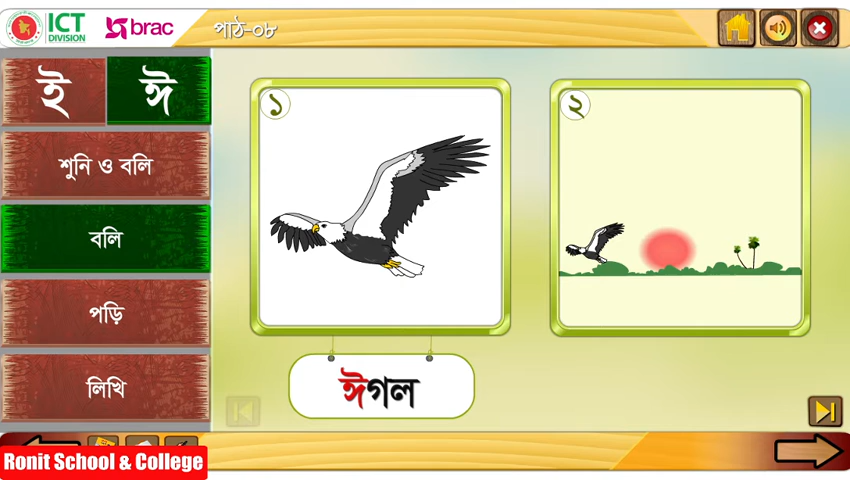 ICT
DIVISION
brac
পাঠ-০৮
ই
ঈ
শুনি ও বলি
বলি
পড়ি
লিখি
১
২
ঈগল
Ronit School & College